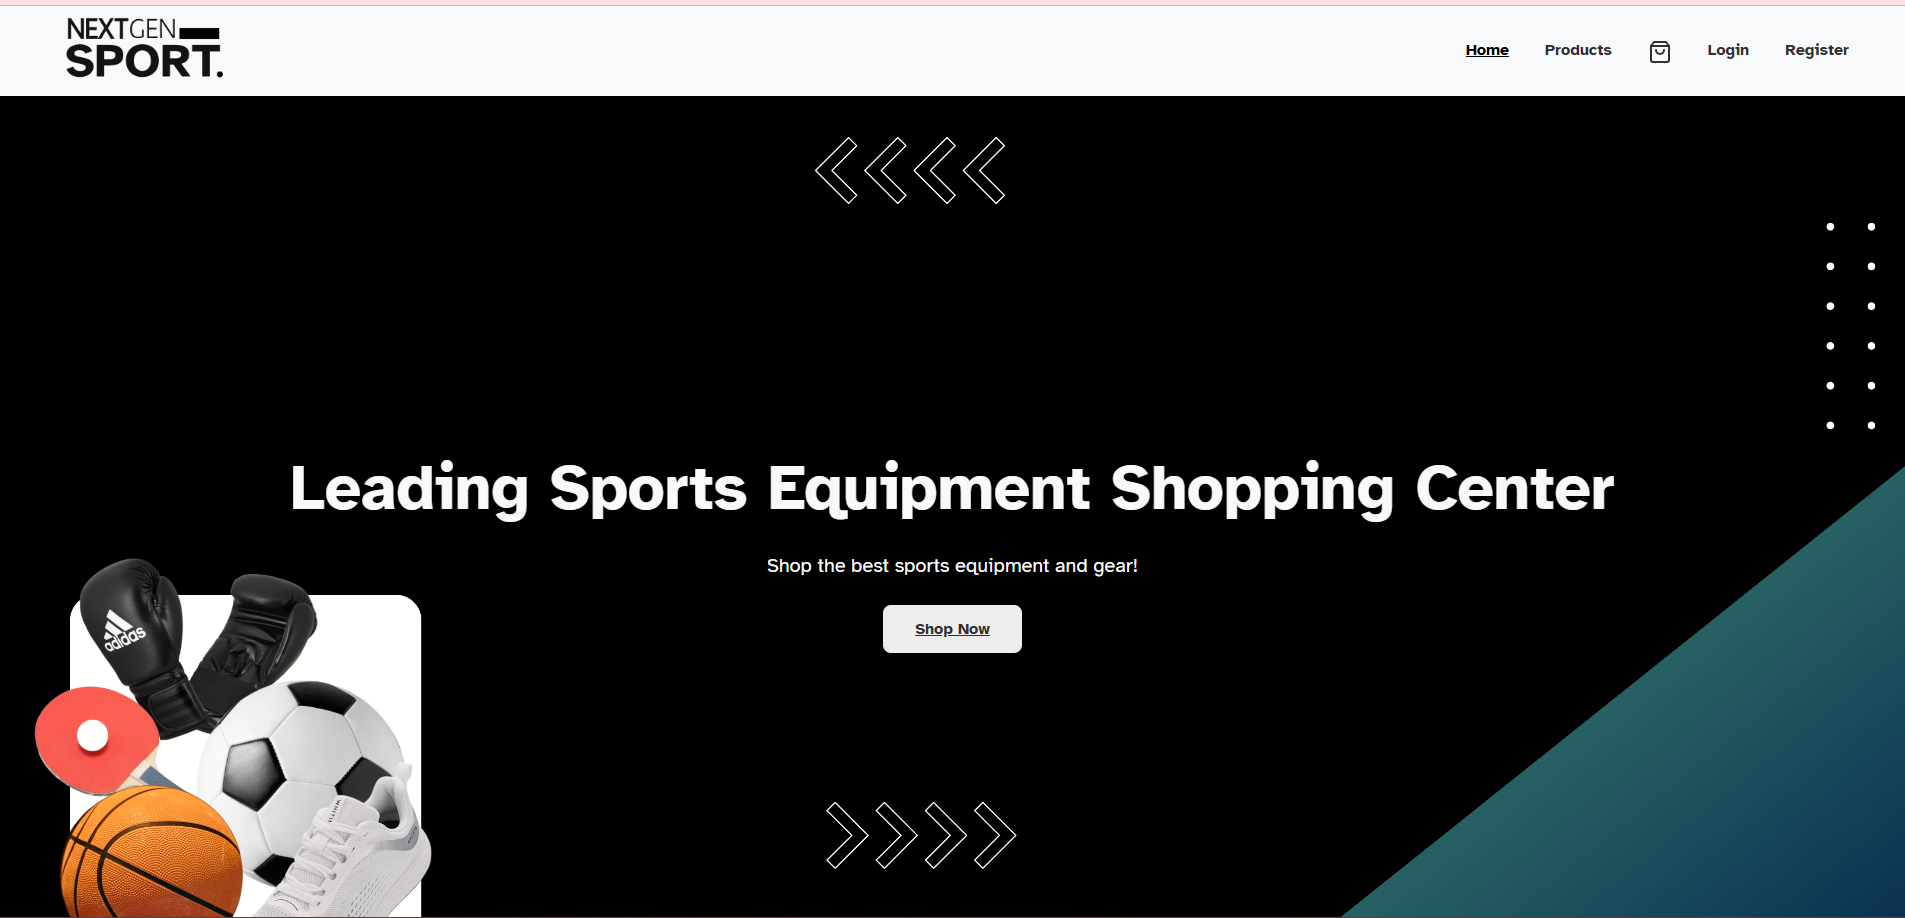 NEXTGEN
SPORT.
Home Products Login Register
Leading Sports Equipment Shopping Center
Shop the best sports equipment and gear!
Shop Now
adidas